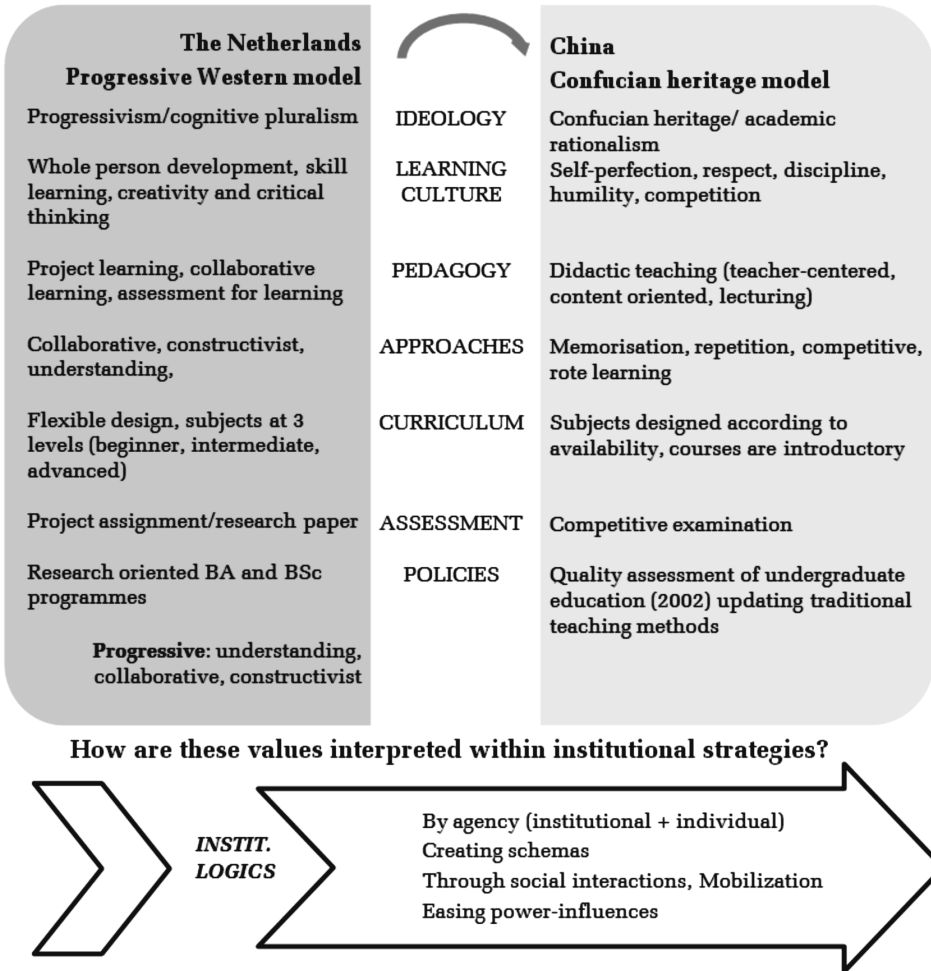 The Netherlands
Progressive Western model
China
Confucian heritage model
Progressivism/cognitive pluralism
IDEOLOGY
Confucian heritage/ academic
rationalism
Whole person development, skill
learning, creativity and critical
thinking
LEARNING
CULTURE
Self-perfection, respect, discipline,
humility, competition
Project learning, collaborative
learning, assessment for learning
PEDAGOGY
Didactic teaching (teacher-centered,
content oriented, lecturing)
Collaborative, constructivist,
understanding,
APPROACHES
Memorisation, repetition, competitive,
rote learning
Flexible design, subjects at 3
levels (beginner, intermediate,
advanced)
CURRICULUM
Subjects designed according to
availability, courses are introductory
Project assignment/research paper
ASSESSMENT
Competitive examination
Research oriented BA and BSc
programmes
POLICIES
Quality assessment of undergraduate
education (2002) updating traditional
teaching methods
Progressive: understanding,
collaborative, constructivist
How are these values interpreted within institutional strategies?
INSTIT.
LOGICS
By agency (institutional + individual)
Creating schemas
Through social interactions, Mobilization
Easing power-influences